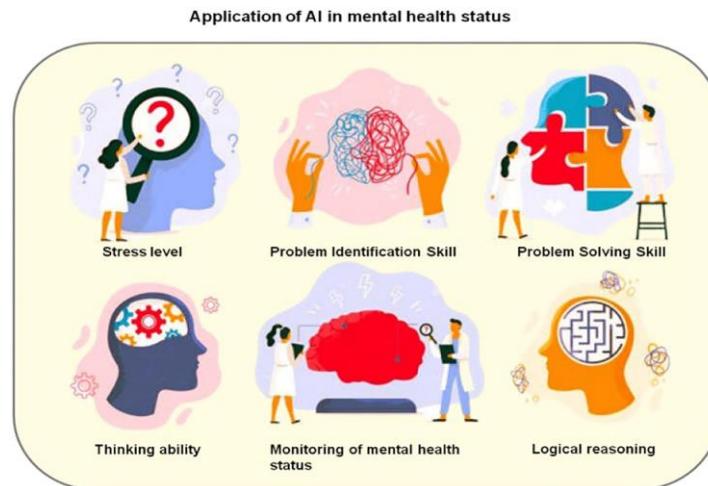 Application of AI in mental health status
?
? ? ? ? ? ? ?
Stress level
Problem Identification Skill
Problem Solving Skill
Thinking ability
Monitoring of mental health
status
Logical reasoning